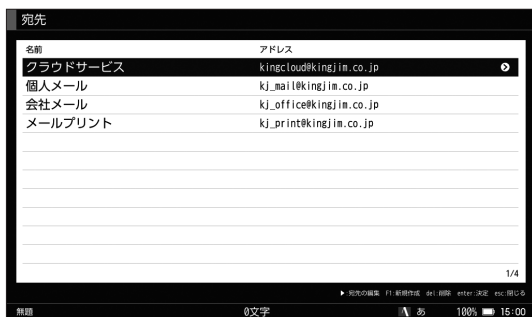 宛先
名前 アドレス
クラウドサービス kingcloud@kingjim.co.jp
個人メール kj_mail@kingjim.co.jp
会社メール kj_office@kingjim.co.jp
メールプリント kj_print@kingjim.co.jp
1/4
▶:宛先の編集 F1:新規作成 del:削除 enter:決定 esc:閉じる
無題 0文字 A あ 100% 15:00